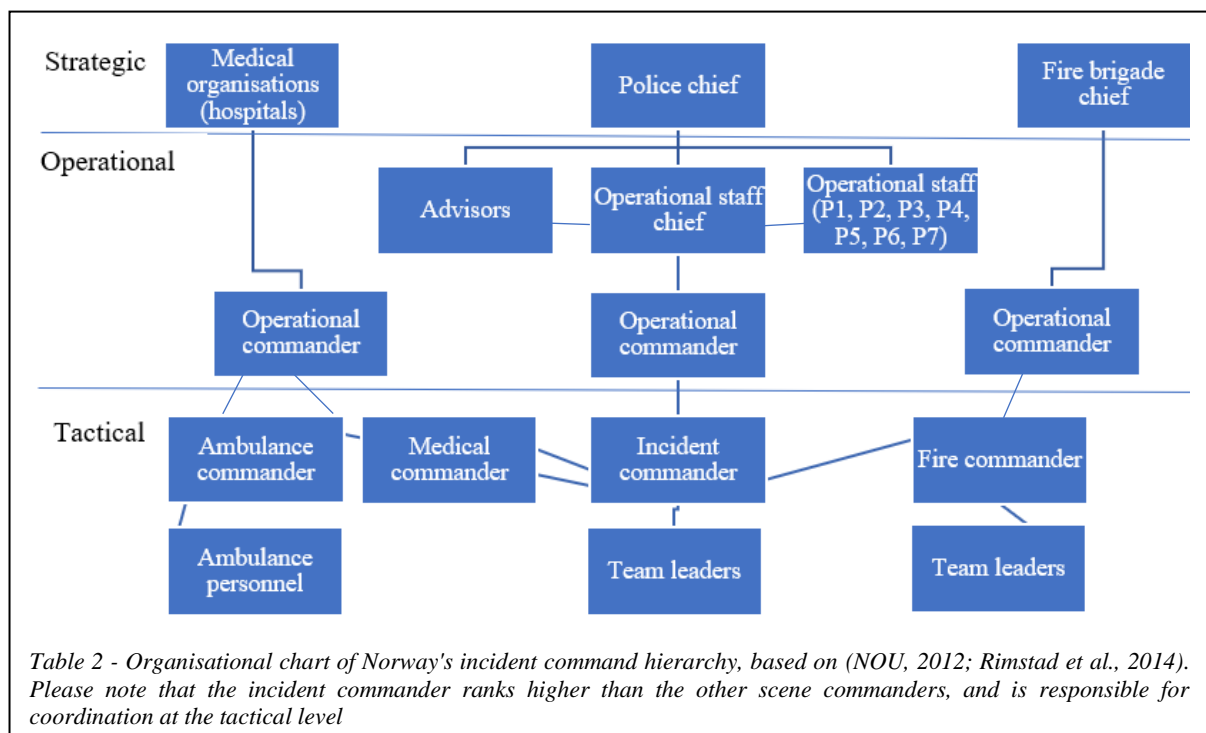 Strategic
Medical
organisations
(hospitals)
Police chief
Fire brigade
chief
Operational
Advisors
Operational staff
chief
Operational staff
(P1, P2, P3, P4,
P5, P6, P7)
Operational
commander
Operational
commander
Operational
commander
Tactical
Ambulance
commander
Medical
commander
Incident
commander
Fire commander
Ambulance
personnel
Team leaders
Team leaders
Table 2 - Organisational chart of Norway's incident command hierarchy, based on (NOU, 2012; Rimstad et al., 2014).
Please note that the incident commander ranks higher than the other scene commanders, and is responsible for
coordination at the tactical level